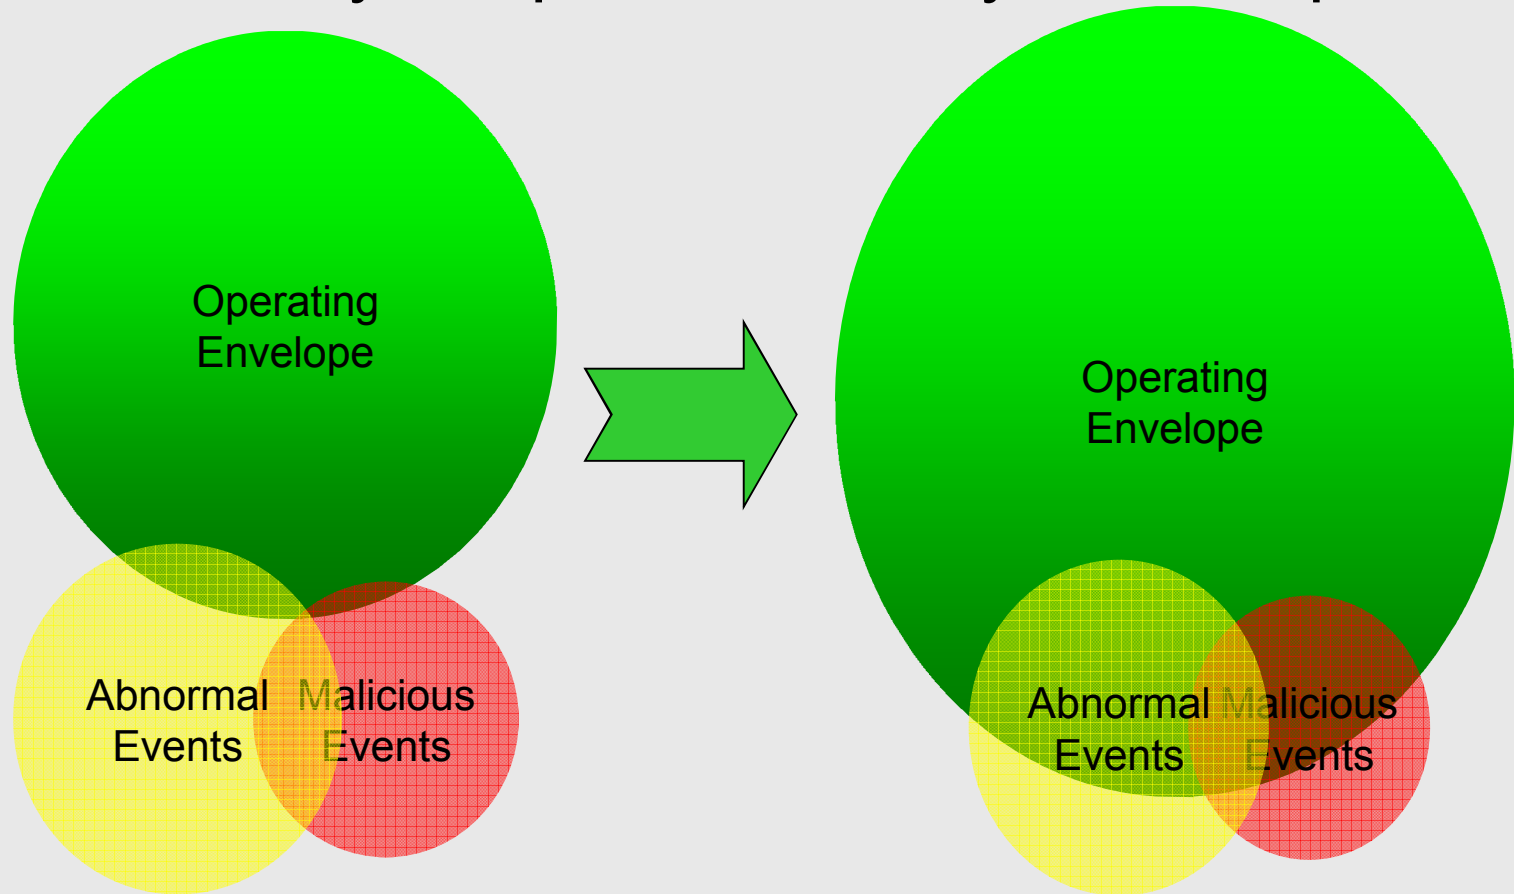 Operating
Envelope
Abnormal
Events
Malicious
Events
Operating
Envelope
Abnormal
Events
Malicious
Events